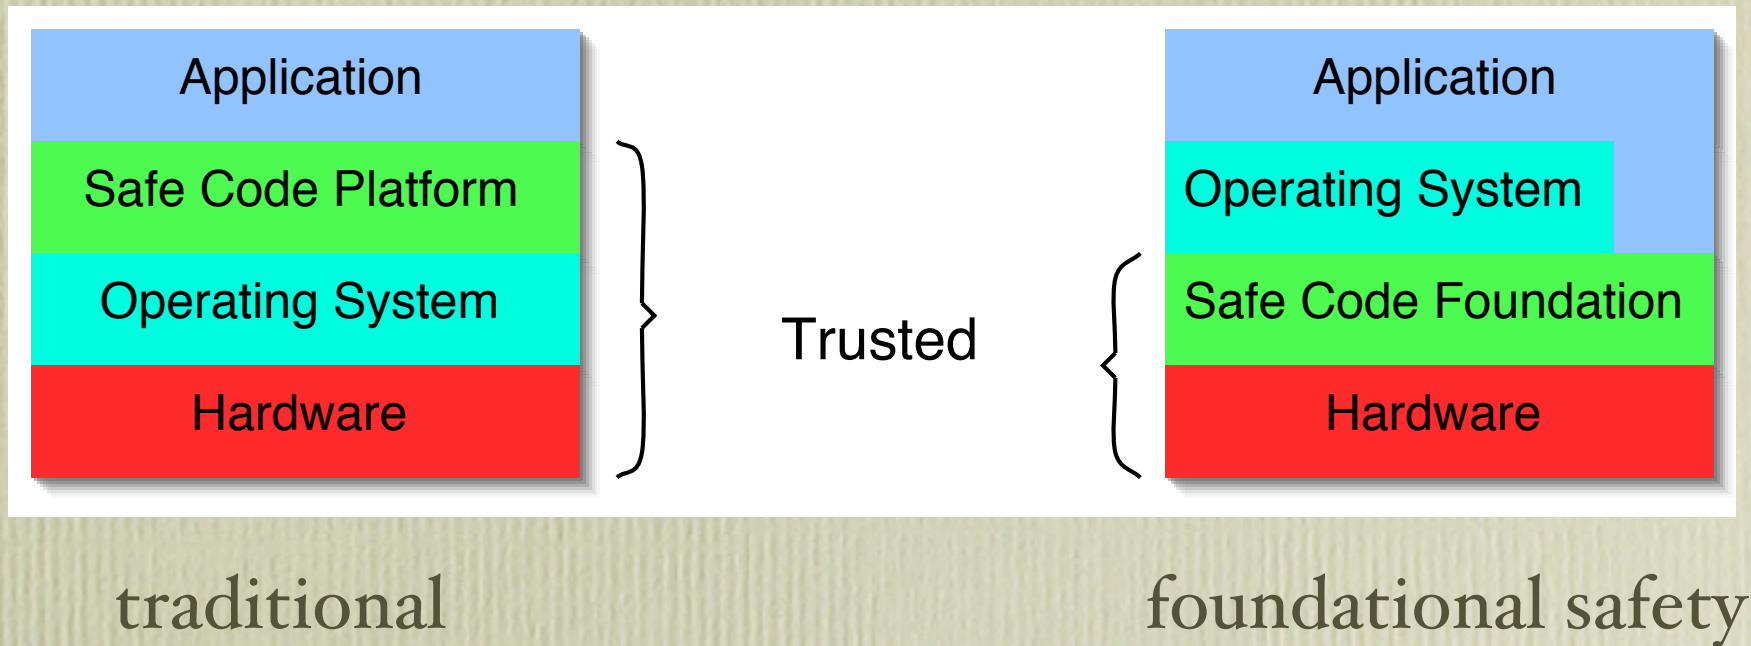 Application
Safe Code Platform
Operating System
Hardware
Trusted
Application
Operating System
Safe Code Foundation
Hardware
traditional
foundational safety